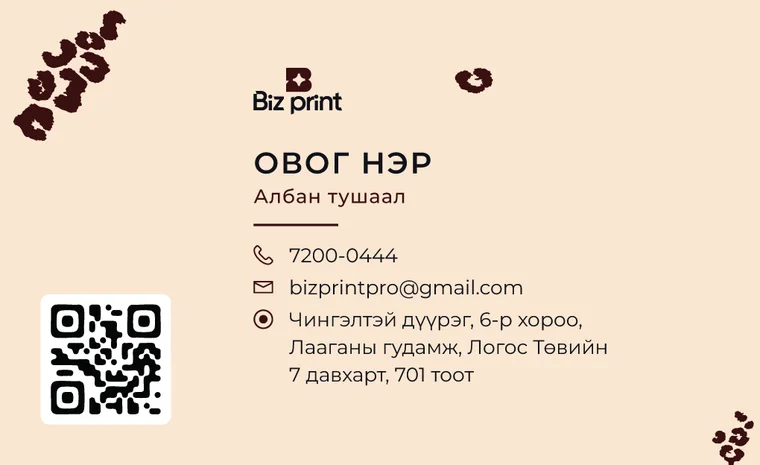 Biz print
ОВОГ НЭР
Албан тушаал
7200-0444
bizprintpro@gmail.com
Чингэлтэй дүүрэг, 6-р хороо,
Лааганы гудамж, Логос Төвийн
7 давхарт, 701 тоот